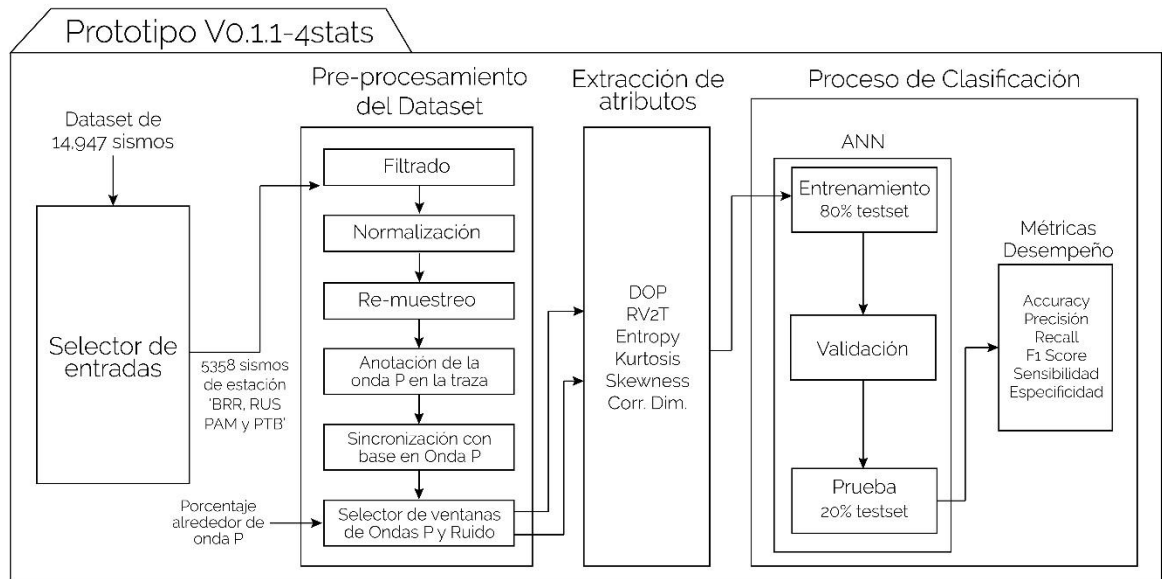 Prototipo V0.1.1-4stats
Dataset de
14,947 sismos
Selector de
entradas
5358 sismos
de estación
'BRR, RUS
PAM y PTB'
Porcentaje
alrededor de
onda P
Pre-procesamiento
del Dataset
Filtrado
Normalización
Re-muestreo
Anotación de la
onda P en la traza
Sincronización con
base en Onda P
Selector de ventanas
de Ondas P y Ruido
Extracción de
atributos
DOP
RV2T
Entropy
Kurtosis
Skewness
Corr. Dim.
Proceso de Clasificación
ANN
Entrenamiento
80% testset
Validación
Prueba
20% testset
Métricas
Desempeño
Accuracy
Precisión
Recall
F1 Score
Sensibilidad
Especificidad